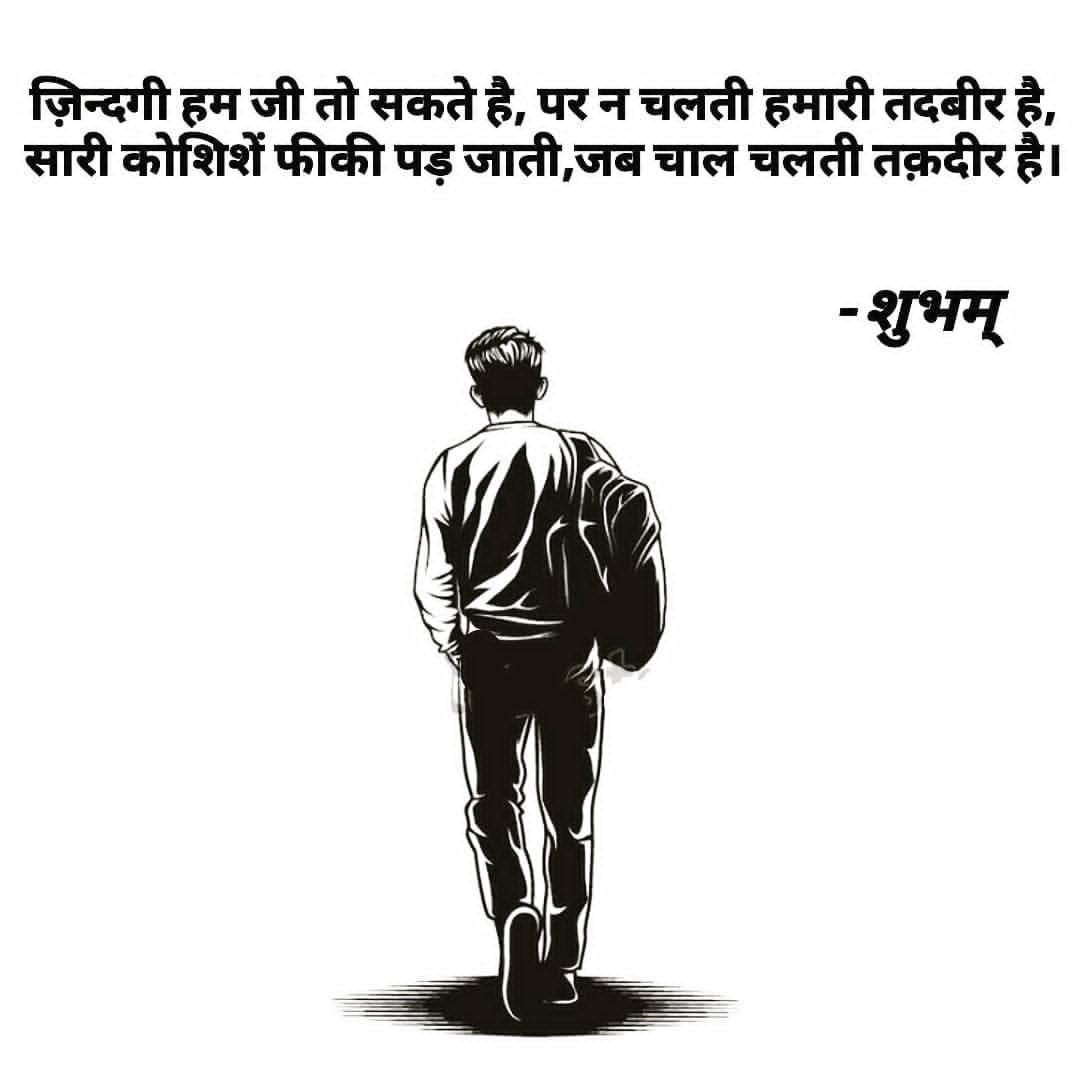 ज़िन्दगी हम जी तो सकते है, पर न चलती हमारी तदबीर है,
सारी कोशिशें फीकी पड़ जाती,जब चाल चलती तक़दीर है।
-शुभम्